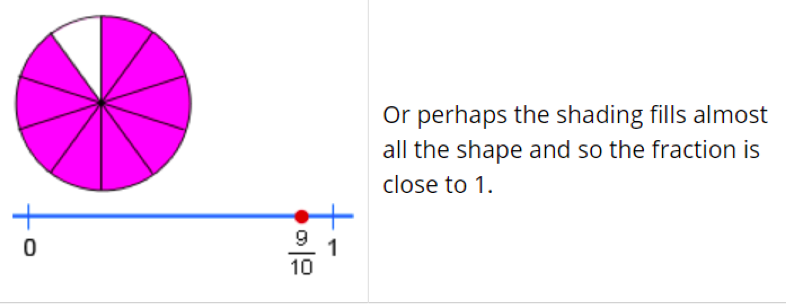 Or perhaps the shading fills almost
all the shape and so the fraction is
close to 1.
0
9
10
1